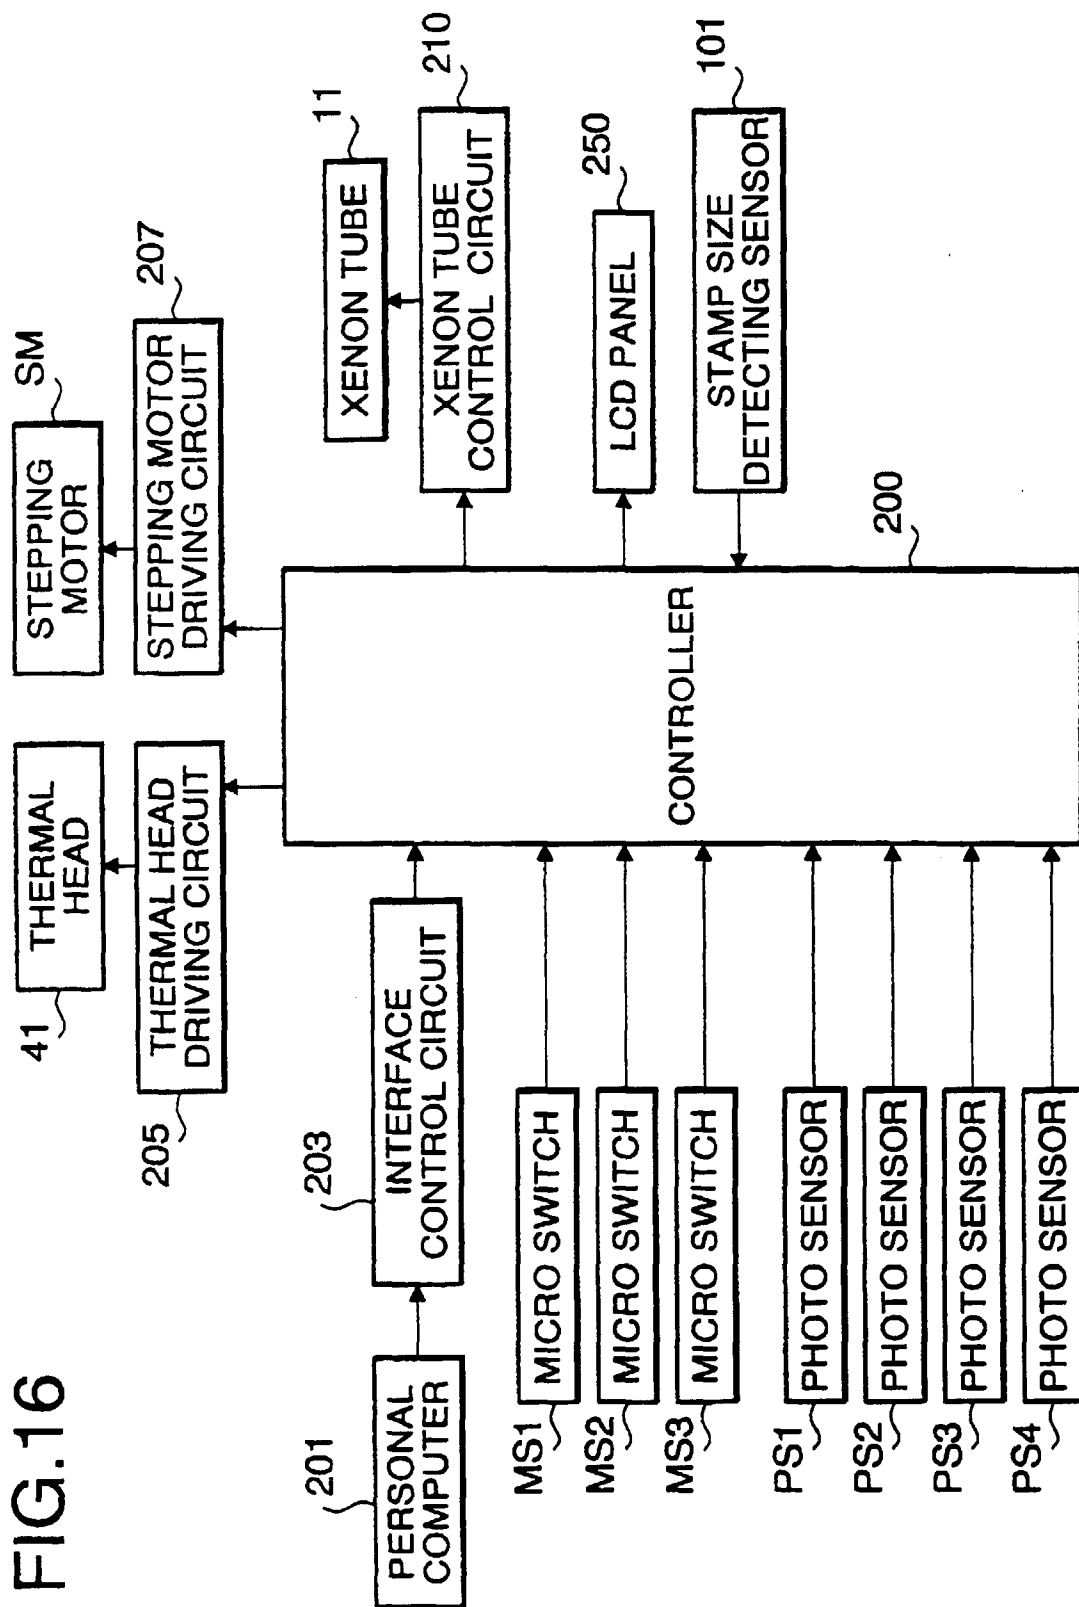 FIG.16
41
THERMAL
HEAD
SM
STEPPING
MOTOR
205
THERMAL HEAD
DRIVING CIRCUIT
207
STEPPING MOTOR
DRIVING CIRCUIT
11
XENON TUBE
210
XENON TUBE
CONTROL CIRCUIT
201
PERSONAL
COMPUTER
203
INTERFACE
CONTROL CIRCUIT
CONTROLLER
200
250
LCD PANEL
101
STAMP SIZE
DETECTING SENSOR
MS1
MICRO SWITCH
MS2
MICRO SWITCH
MS3
MICRO SWITCH
PS1
PHOTO SENSOR
PS2
PHOTO SENSOR
PS3
PHOTO SENSOR
PS4
PHOTO SENSOR